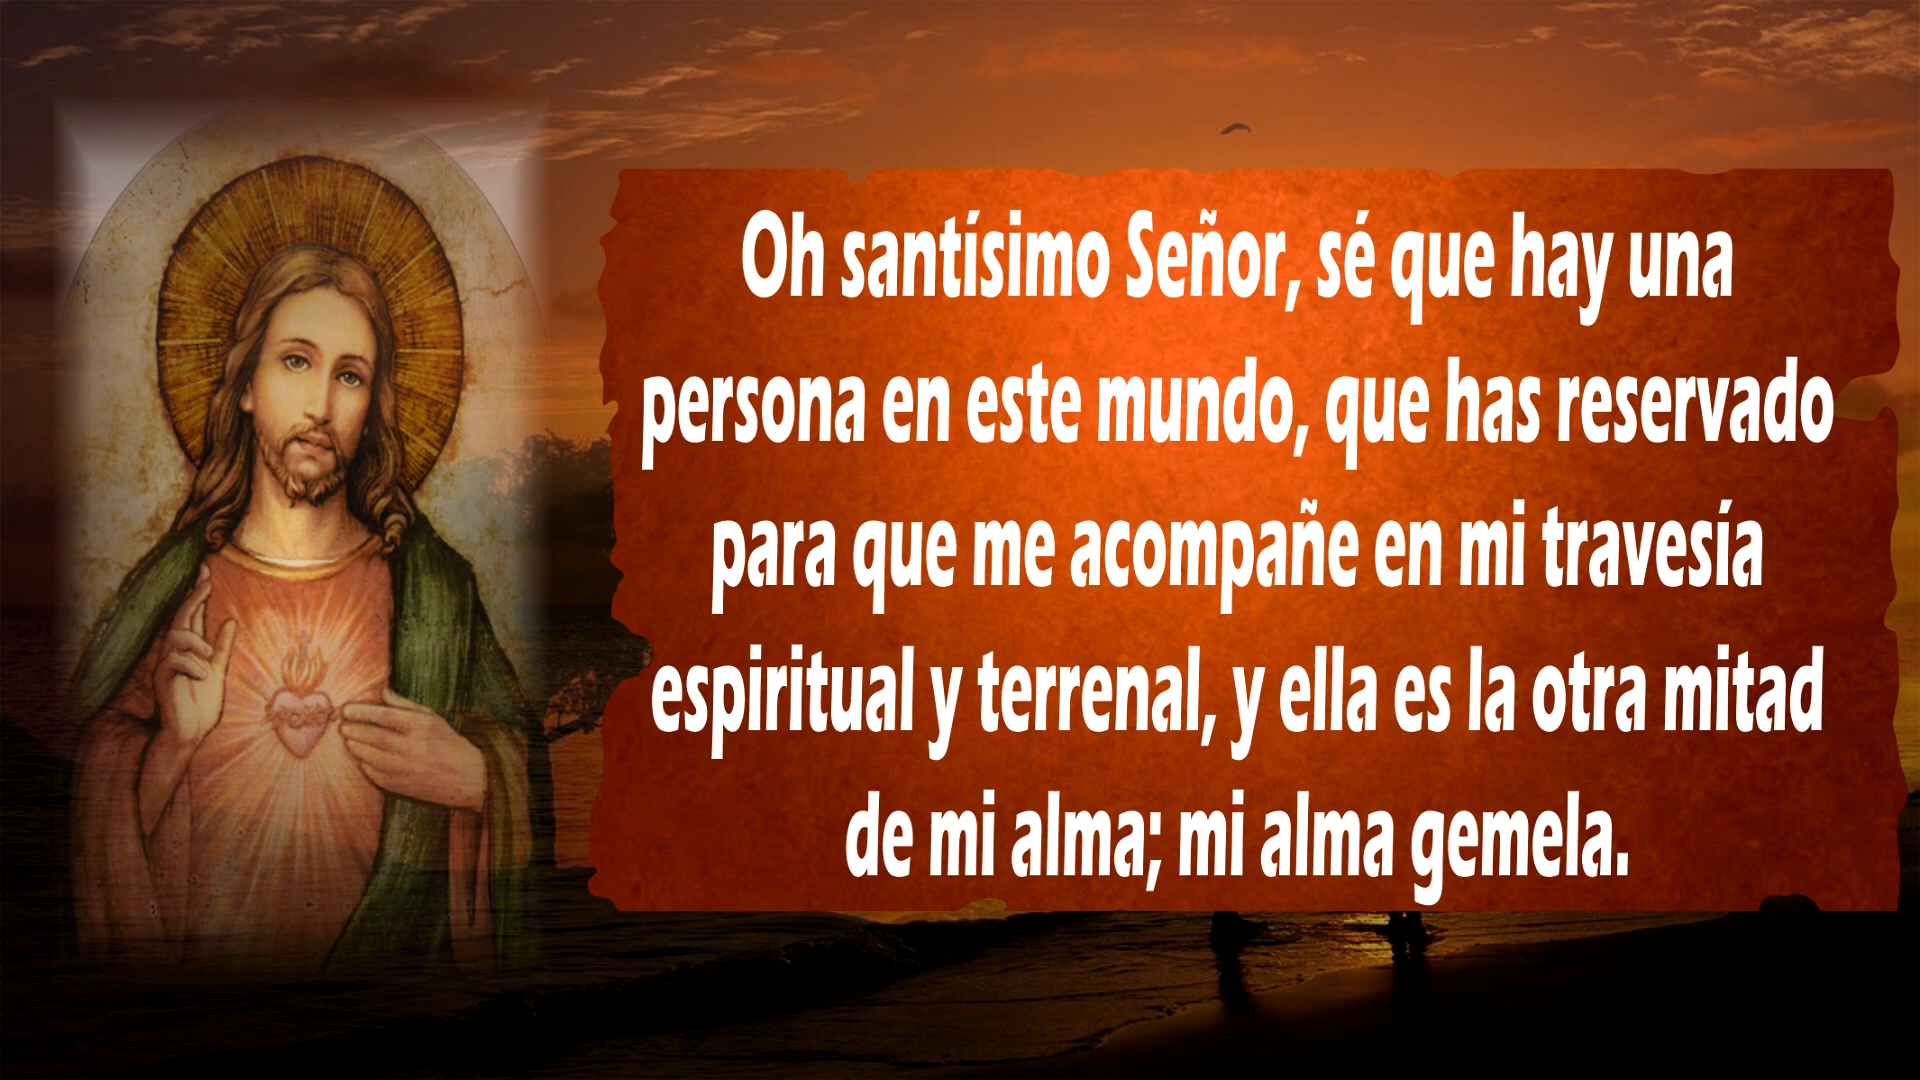 Oh santísimo Señor, sé que hay una
persona en este mundo, que has reservado
para que me acompañe en mi travesía
espiritual y terrenal, y ella es la otra mitad
de mi alma; mi alma gemela.